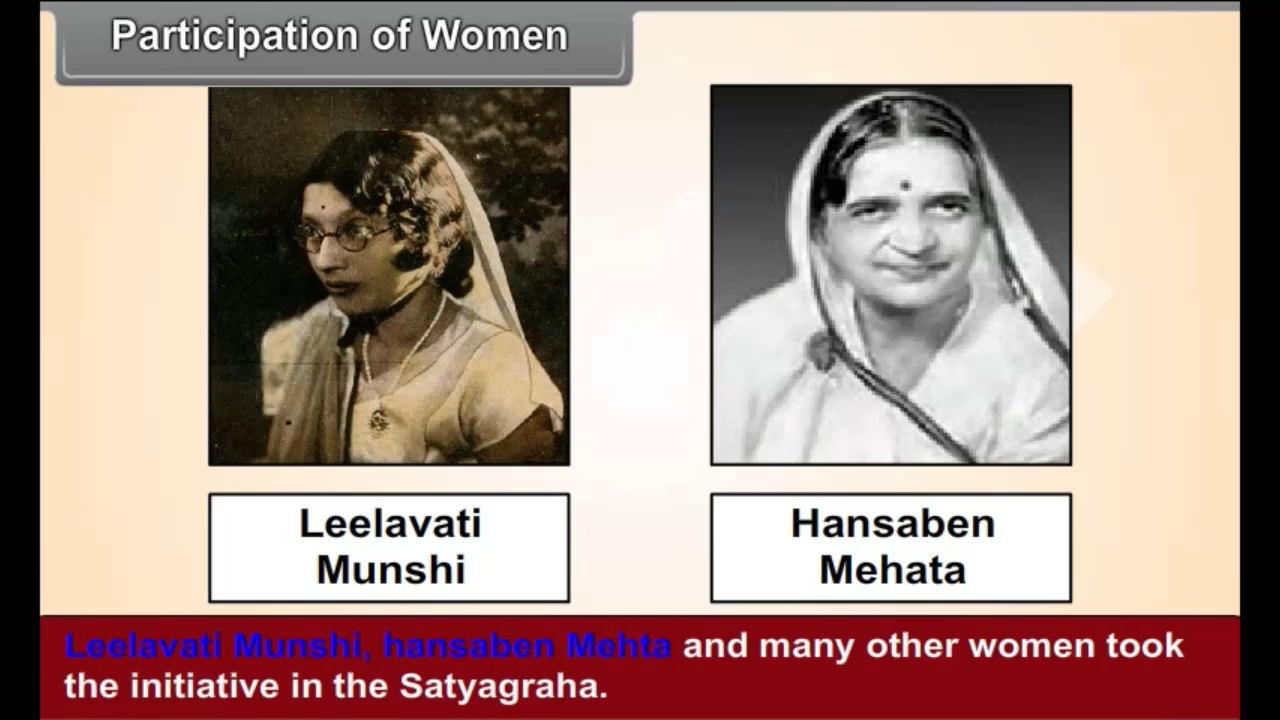 Participation of Women
Leelavati
Munshi
Hansaben
Mehata
Leelavati Munshi, hansaben Mehta and many other women took
the initiative in the Satyagraha.